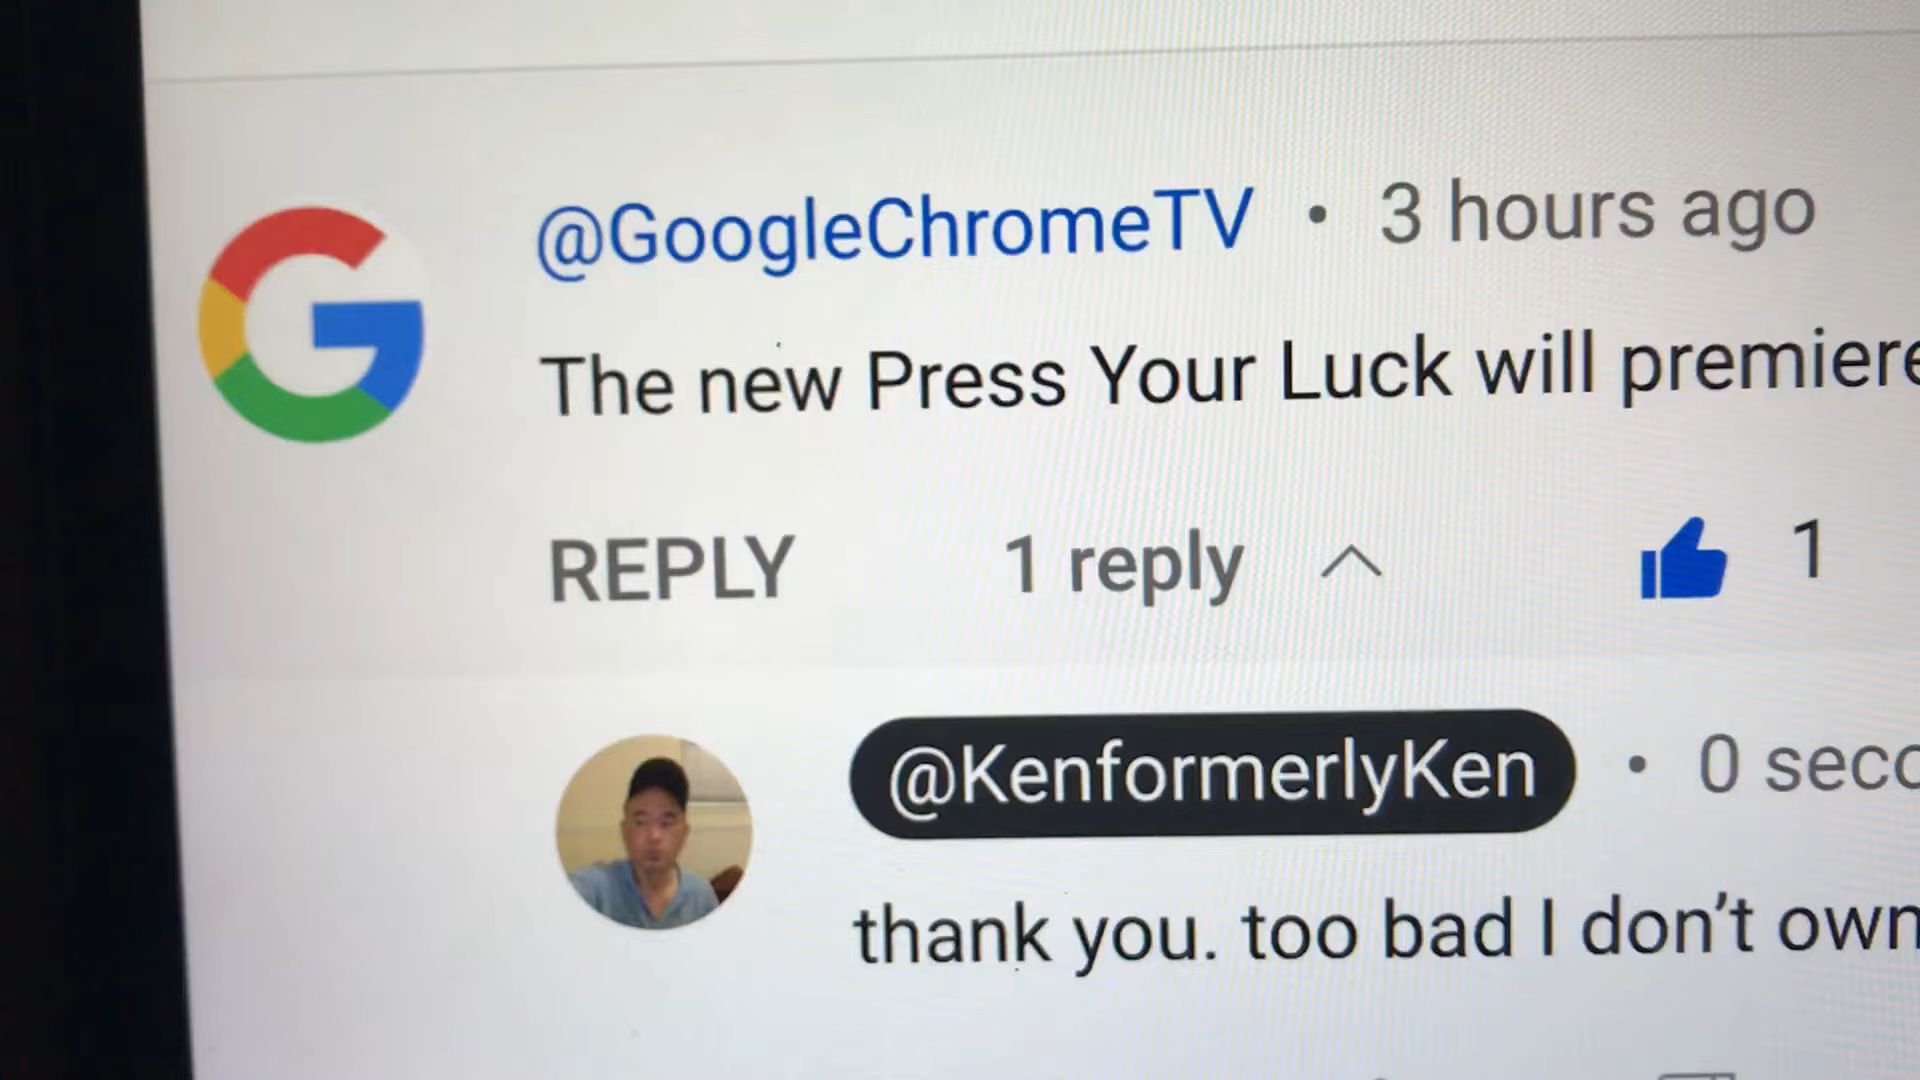 @GoogleChromeTV • 3 hours ago
The new Press Your Luck will premiere
REPLY 1 reply 1
@KenformerlyKen • 0 seco
thank you. too bad I don't own